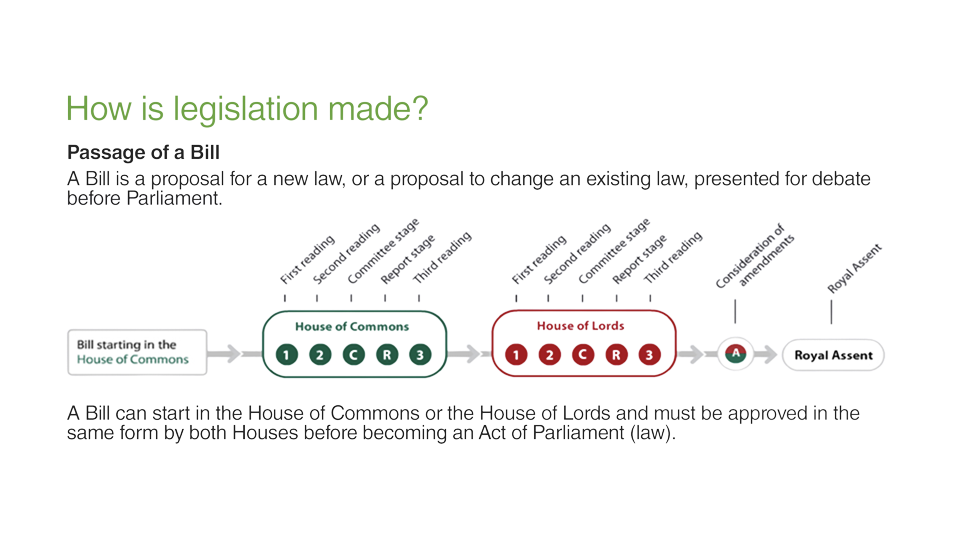 How is legislation made?
Passage of a Bill
A Bill is a proposal for a new law, or a proposal to change an existing law, presented for debate
before Parliament.
First reading
Second reading
Committee stage
Report stage
Third reading
First reading
Second reading
Committee stage
Report stage
Third reading
Consideration of
amendments
Royal Assent
Bill starting in the
House of Commons
House of Commons
1 2 C R 3
House of Lords
1 2 C R 3
A
Royal Assent
A Bill can start in the House of Commons or the House of Lords and must be approved in the
same form by both Houses before becoming an Act of Parliament (law).